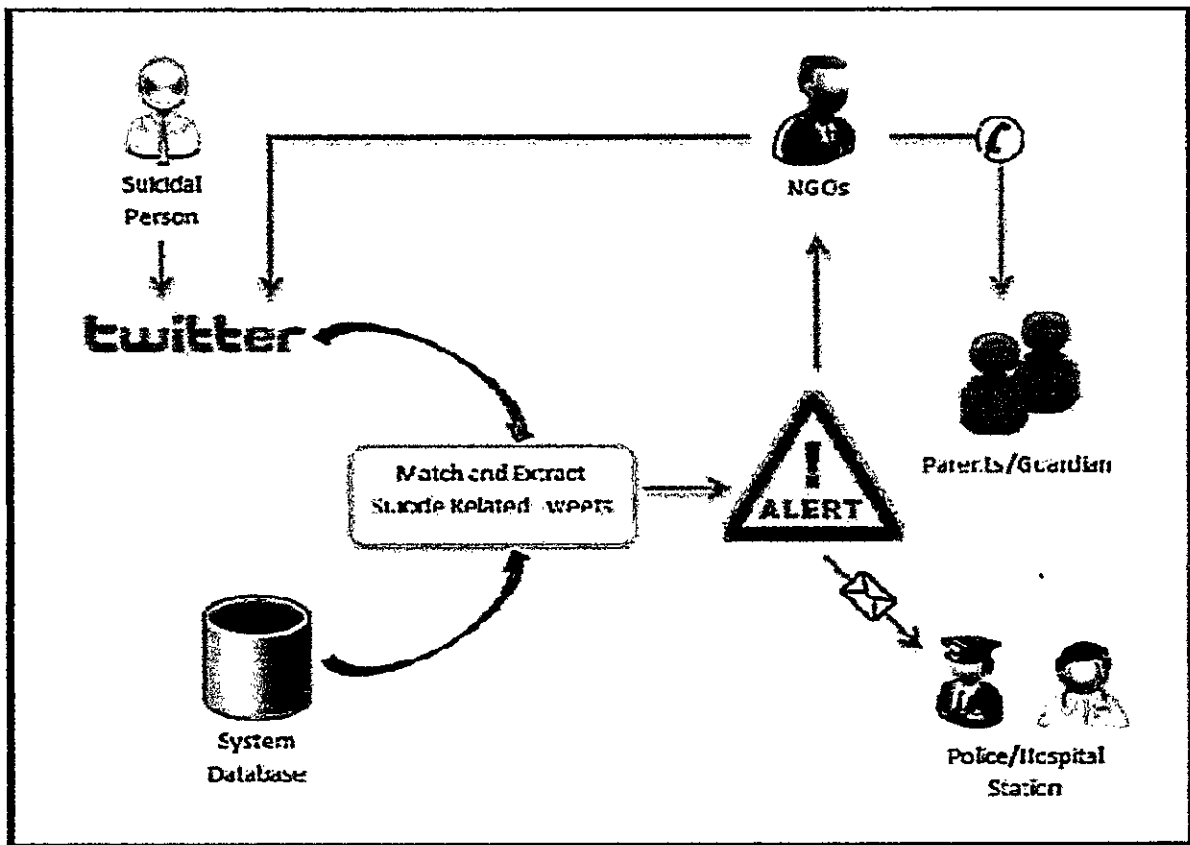 Suicidal
Person
NGOs
twitter
Parents/Guardian
Match and Extract
Suicide Related Tweets
ALERT
System
Database
Police/Hospital
Station